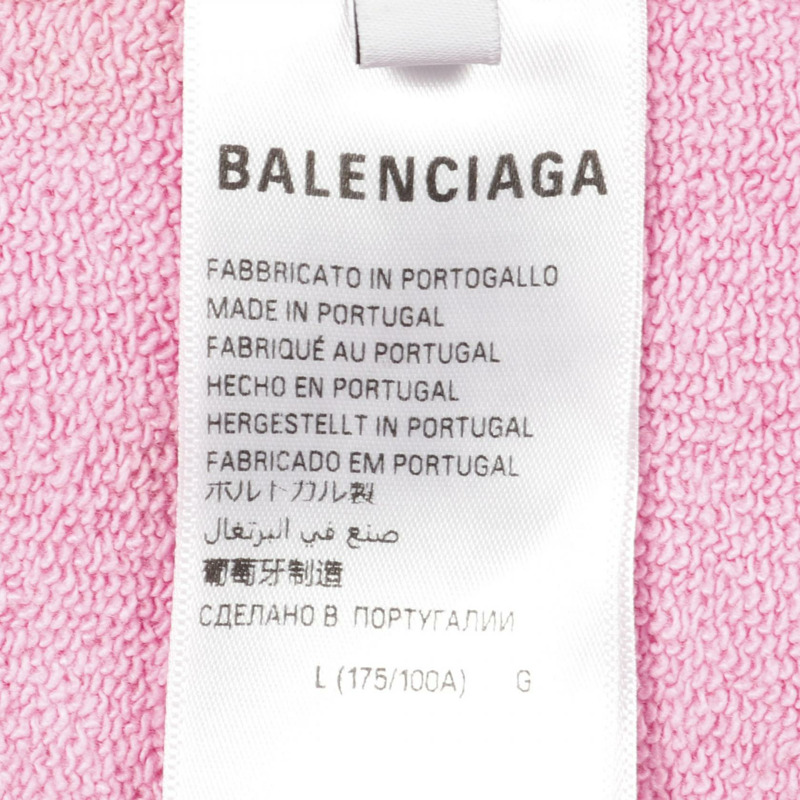 BALENCIAGA
FABBRICATO IN PORTOGALLO
MADE IN PORTUGAL
FABRIQUÉ AU PORTUGAL
HECHO EN PORTUGAL
HERGESTELLT IN PORTUGAL
FABRICADO EM PORTUGAL
ポルトガル製
صنع في البرتغال
葡萄牙制造
СДЕЛАНО В ПОРТУГАЛИИ
L (175/100A) G